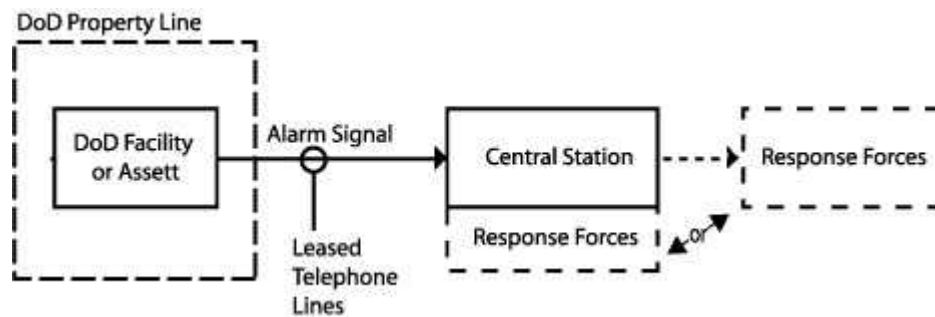 DoD Property Line
DoD Facility
or Assett
Alarm Signal
Leased
Telephone
Lines
Central Station
Response Forces
or
Response Forces